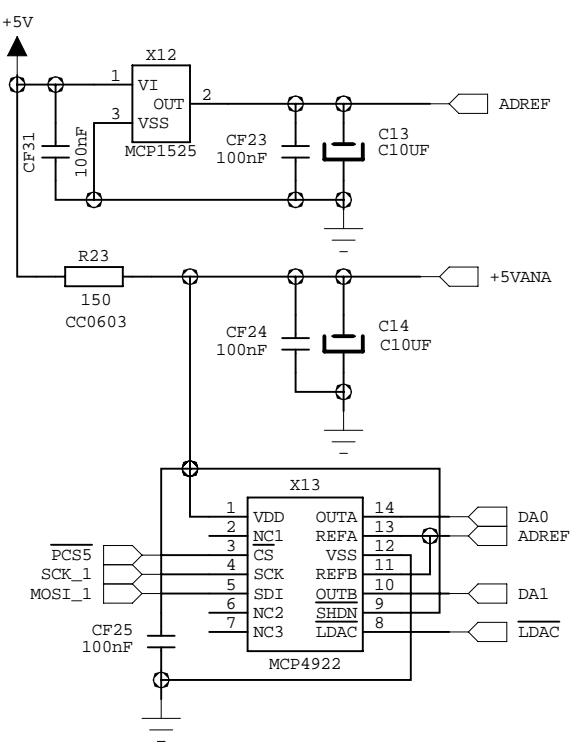 +5V
X12
1 VI
OUT 2
3 VSS
MCP1525
CF31
100nF
CF23
100nF
C13
C10UF
ADREF
R23
150
CC0603
+5VANA
CF24
100nF
C14
C10UF
X13
1 VDD OUTA 14 DA0
2 NC1 REFA 13 ADREF
PCS5 3 CS VSS 12
SCK_1 4 SCK REFB 11
MOSI_1 5 SDI OUTB 10 DA1
6 NC2 SHDN 9
7 NC3 LDAC 8 LDAC
CF25
100nF
MCP4922